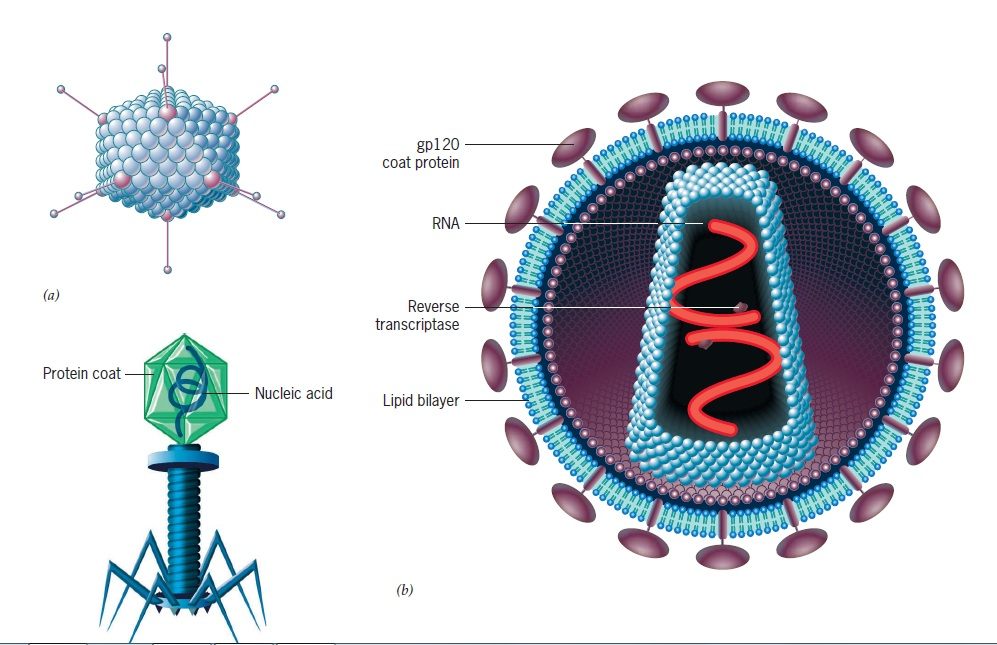 gp120
coat protein
RNA
Reverse
transcriptase
Lipid bilayer
(a)
Protein coat
Nucleic acid
(b)